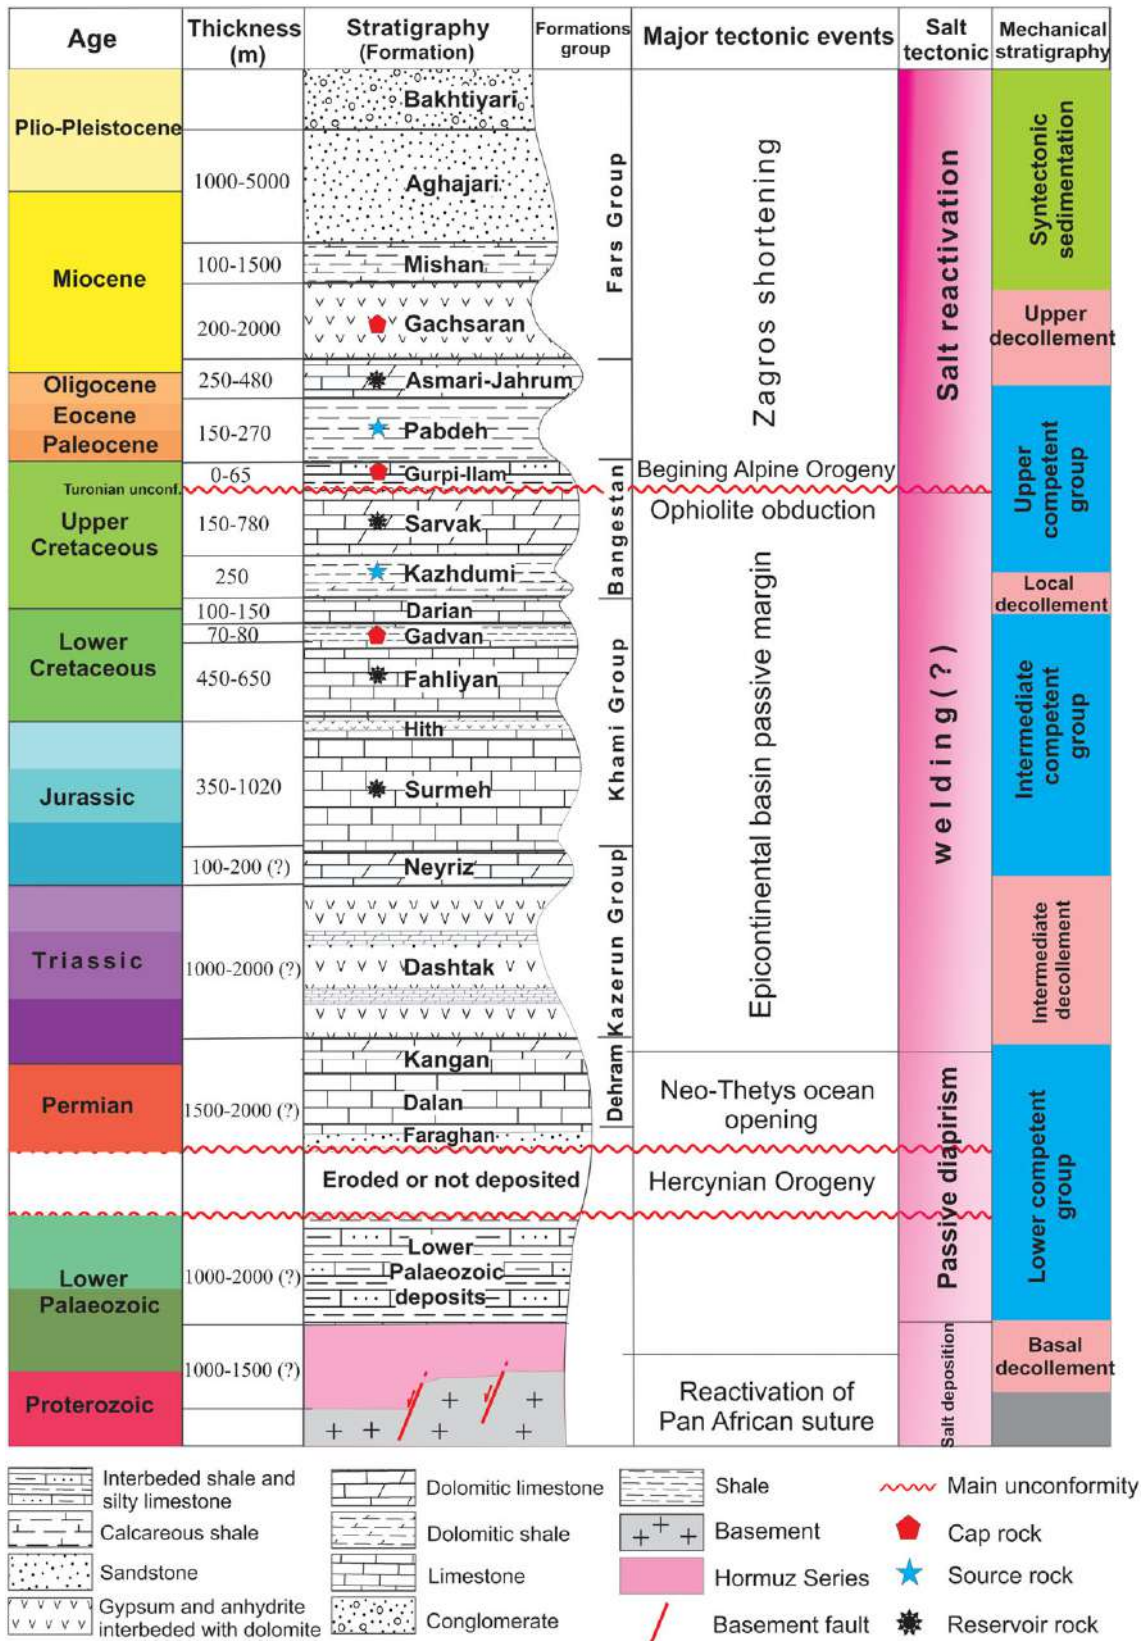 Age
Thickness
(m)
Stratigraphy
(Formation)
Formations
group
Major tectonic events
Salt
tectonic
Mechanical
stratigraphy
Plio-Pleistocene
Miocene
Oligocene
Eocene
Paleocene
Turonian unconf.
Upper
Cretaceous
Lower
Cretaceous
Jurassic
Triassic
Permian
Lower
Palaeozoic
Proterozoic
1000-5000
100-1500
200-2000
250-480
150-270
0-65
150-780
250
100-150
70-80
450-650
350-1020
100-200 (?)
1000-2000 (?)
1500-2000 (?)
1000-2000 (?)
1000-1500 (?)
Bakhtiyari
Aghajari
Mishan
Gachsaran
Asmari-Jahrum
Pabdeh
Gurpi-Ilam
Sarvak
Kazhdumi
Darian
Gadvan
Fahliyan
Hith
Surmeh
Neyriz
Dashtak
Kangan
Dalan
Faraghan
Eroded or not deposited
Lower
Palaeozoic
deposits
Fars Group
Bangestan
Khami Group
Kazerun Group
Dehram
Zagros shortening
Begining Alpine Orogeny
Ophiolite obduction
Epicontinental basin passive margin
Neo-Thetys ocean
opening
Hercynian Orogeny
Reactivation of
Pan African suture
Salt reactivation
welding(?)
Passive diapirism
Salt deposition
Syntectonic
sedimentation
Upper
decollement
Upper
competent
group
Local
decollement
Intermediate
competent
group
Intermediate
decollement
Lower competent
group
Basal
decollement
Interbeded shale and
silty limestone
Calcareous shale
Sandstone
Gypsum and anhydrite
interbeded with dolomite
Dolomitic limestone
Dolomitic shale
Limestone
Conglomerate
Shale
Basement
Hormuz Series
Basement fault
Main unconformity
Cap rock
Source rock
Reservoir rock